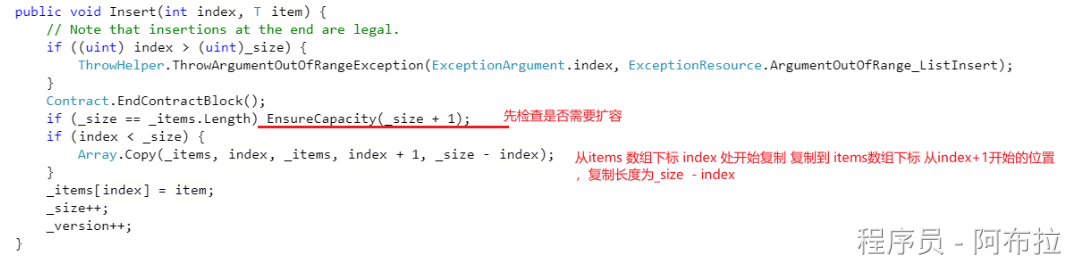 public void Insert(int index, T item) {
// Note that insertions at the end are legal.
if ((uint) index > (uint)_size) {
ThrowHelper.ThrowArgumentOutOfRangeException(ExceptionArgument.index, ExceptionResource.ArgumentOutOfRange_ListInsert);
}
Contract.EndContractBlock();
if (_size == _items.Length) EnsureCapacity(_size + 1);
先检查是否需要扩容
if (index < _size) {
Array.Copy(_items, index, _items, index + 1, _size - index);
从items 数组下标 index 处开始复制 复制到 items数组下标 从index+1开始的位置
，复制长度为_size - index
}
_items[index] = item;
_size++;
_version++;
}
程序员 - 阿布拉